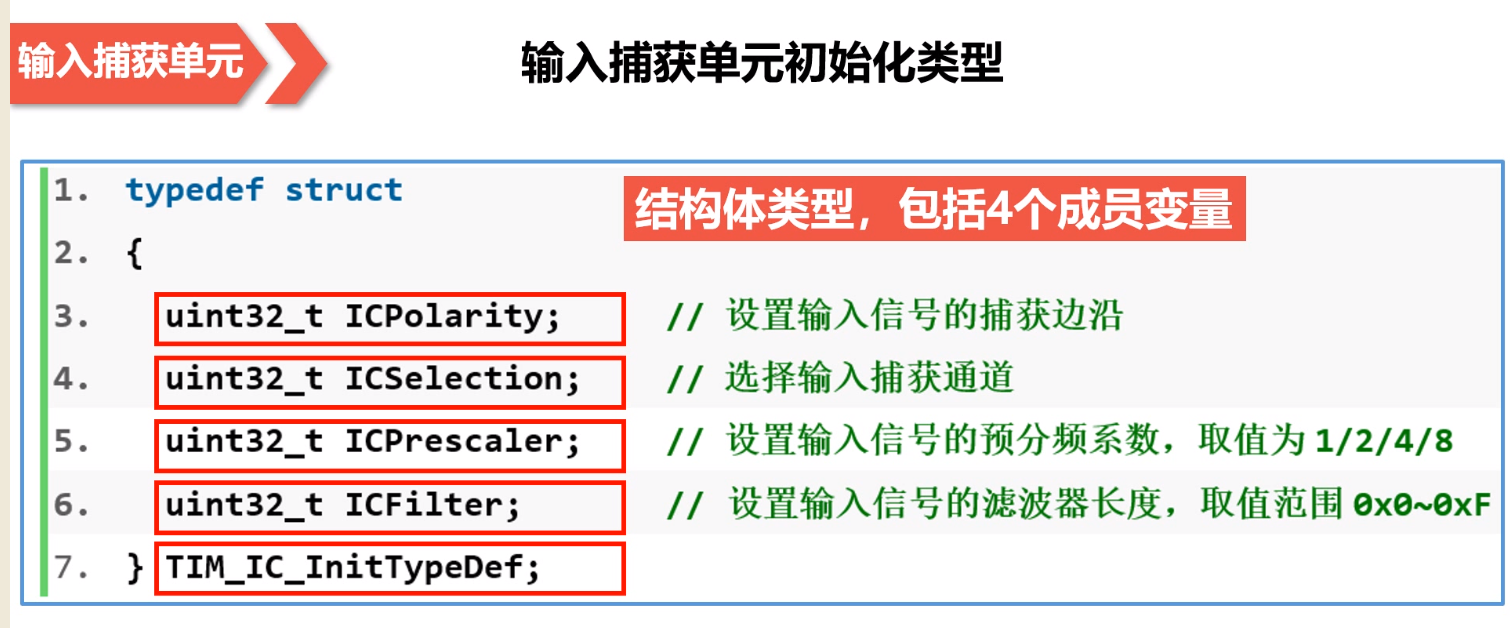 输入捕获单元
输入捕获单元初始化类型
1. typedef struct
结构体类型，包括4个成员变量
2. {
3. uint32_t ICPolarity; // 设置输入信号的捕获边沿
4. uint32_t ICSelection; // 选择输入捕获通道
5. uint32_t ICPrescaler; // 设置输入信号的预分频系数，取值为 1/2/4/8
6. uint32_t ICFilter; // 设置输入信号的滤波器长度，取值范围 0x0~0xF
7. } TIM_IC_InitTypeDef;